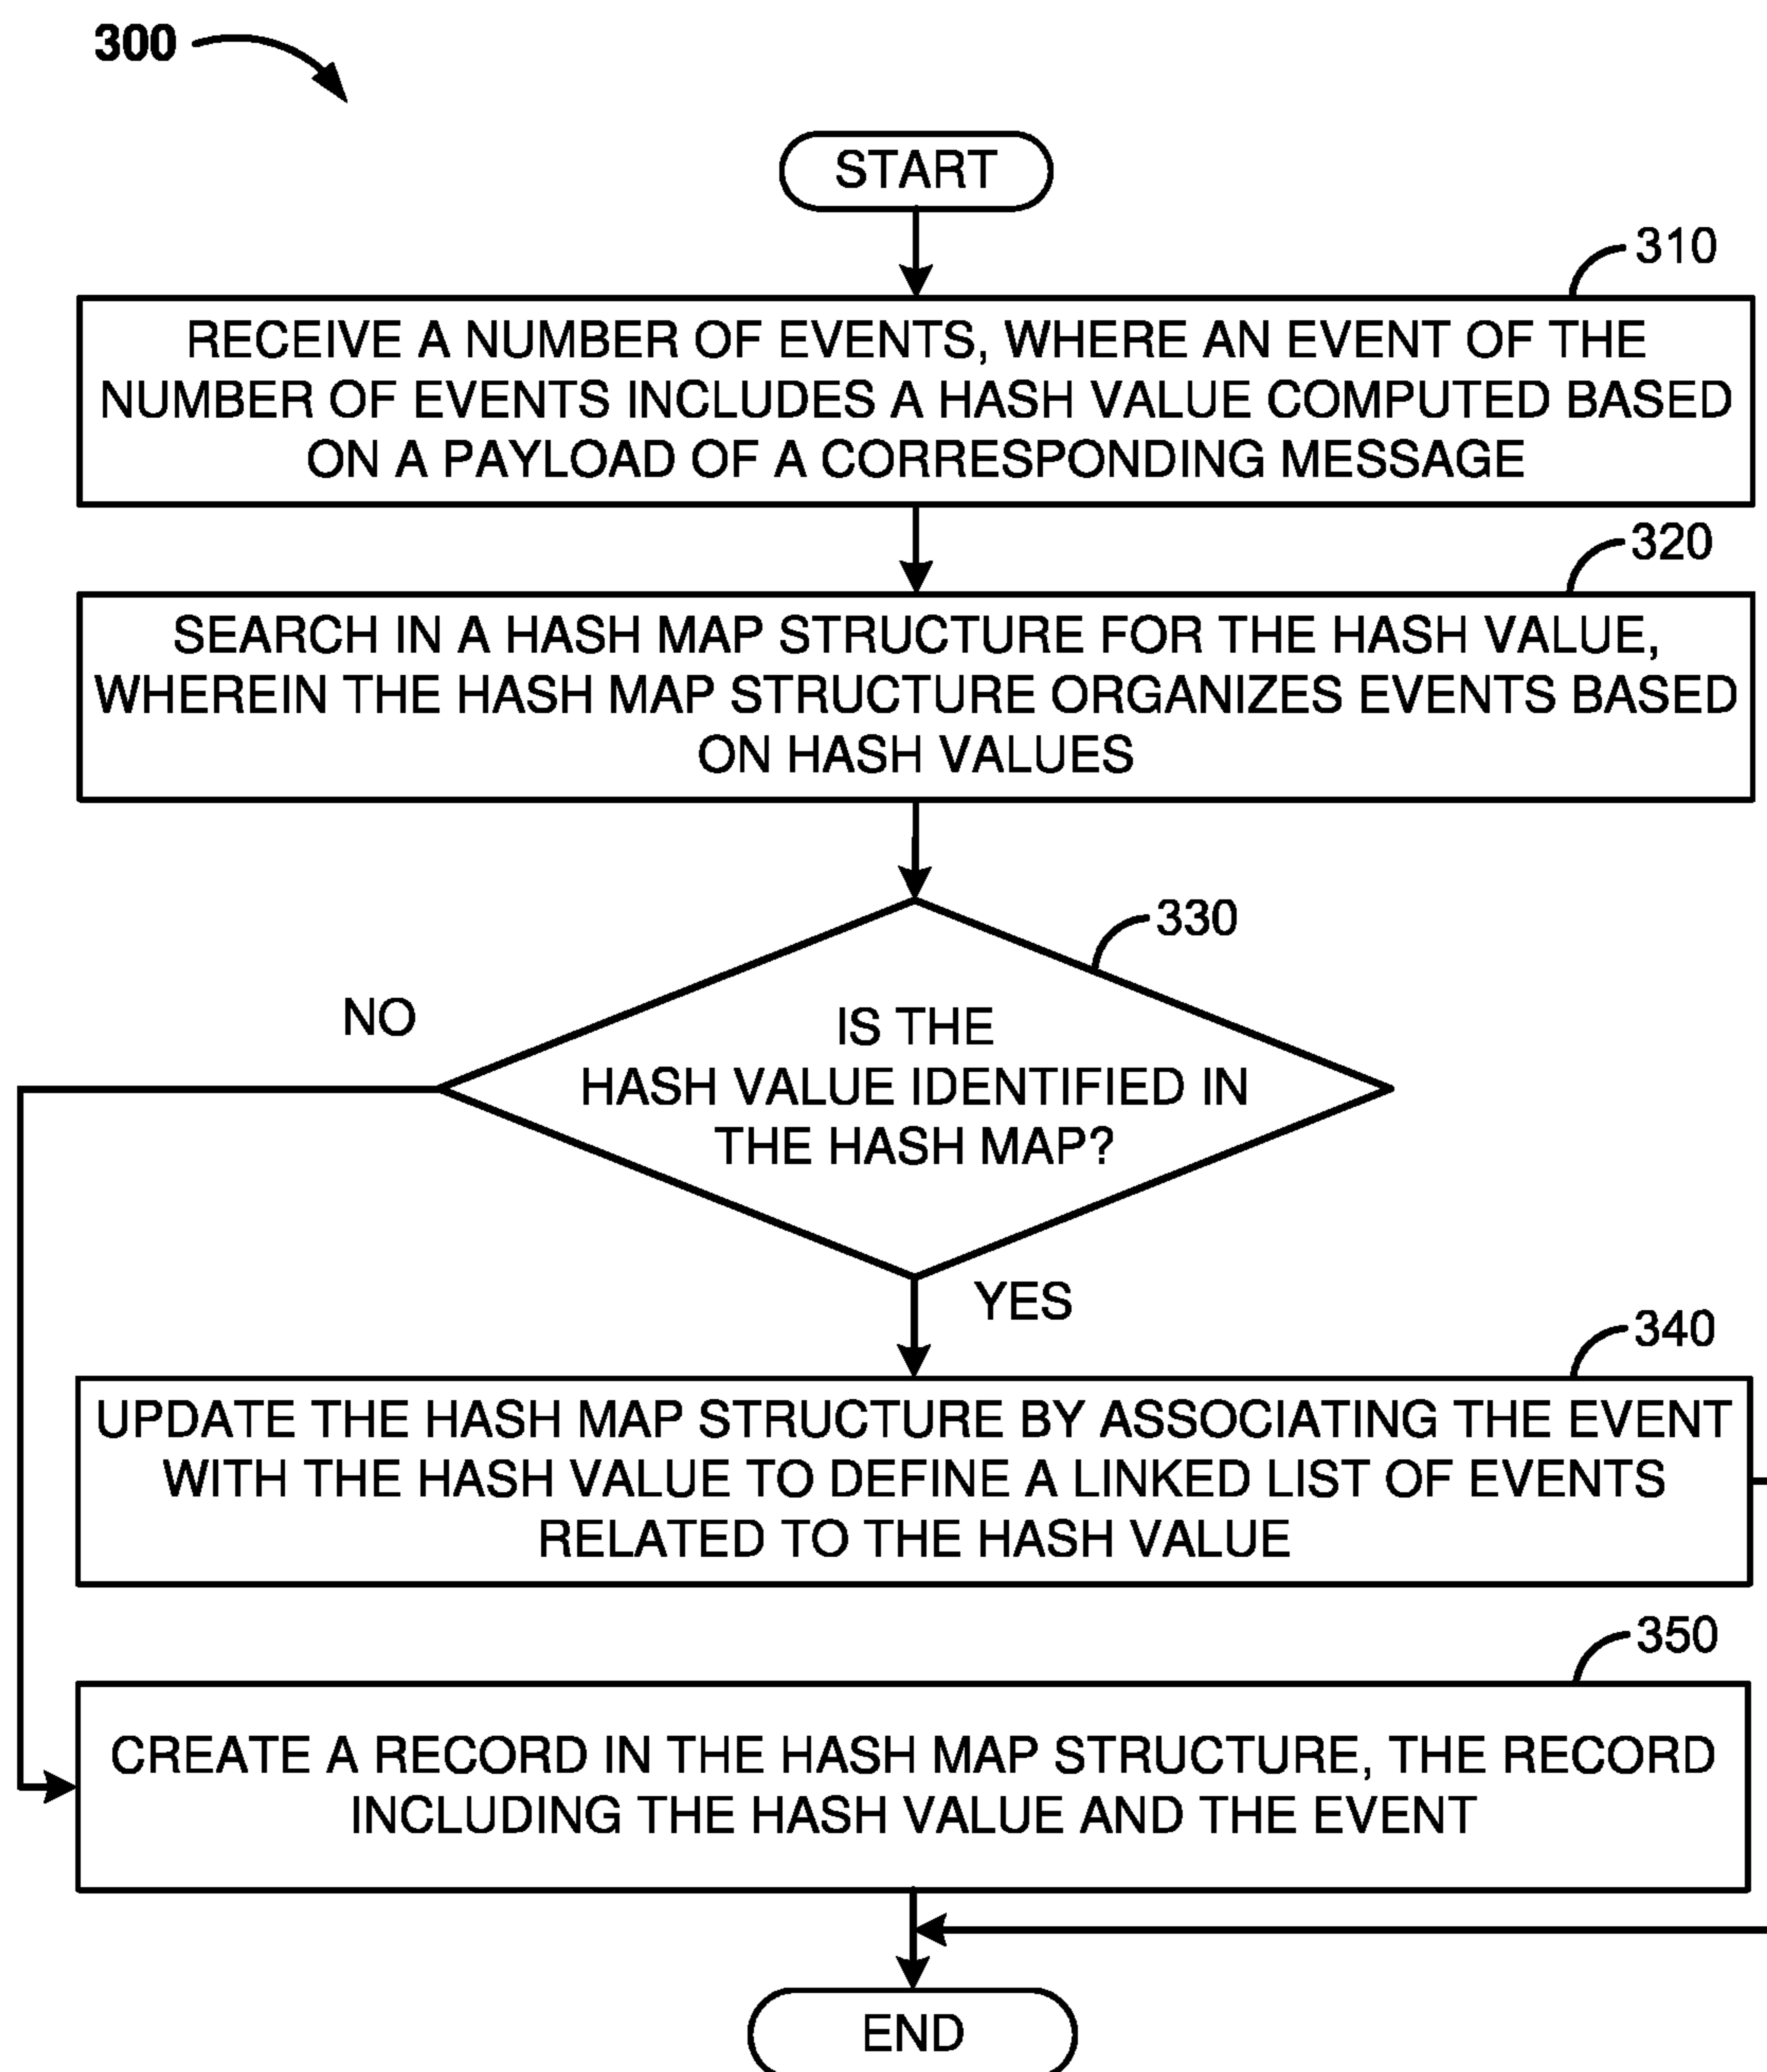 300
START
310
RECEIVE A NUMBER OF EVENTS, WHERE AN EVENT OF THE
NUMBER OF EVENTS INCLUDES A HASH VALUE COMPUTED BASED
ON A PAYLOAD OF A CORRESPONDING MESSAGE
320
SEARCH IN A HASH MAP STRUCTURE FOR THE HASH VALUE,
WHEREIN THE HASH MAP STRUCTURE ORGANIZES EVENTS BASED
ON HASH VALUES
330
NO
IS THE
HASH VALUE IDENTIFIED IN
THE HASH MAP?
YES
340
UPDATE THE HASH MAP STRUCTURE BY ASSOCIATING THE EVENT
WITH THE HASH VALUE TO DEFINE A LINKED LIST OF EVENTS
RELATED TO THE HASH VALUE
350
CREATE A RECORD IN THE HASH MAP STRUCTURE, THE RECORD
INCLUDING THE HASH VALUE AND THE EVENT
END